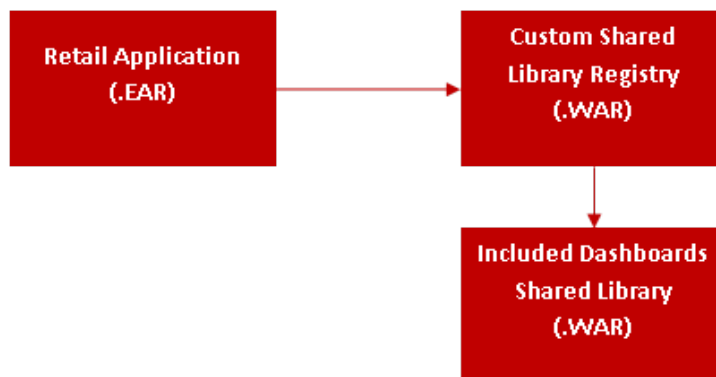 Retail Application
(.EAR)
Custom Shared
Library Registry
(.WAR)
Included Dashboards
Shared Library
(.WAR)